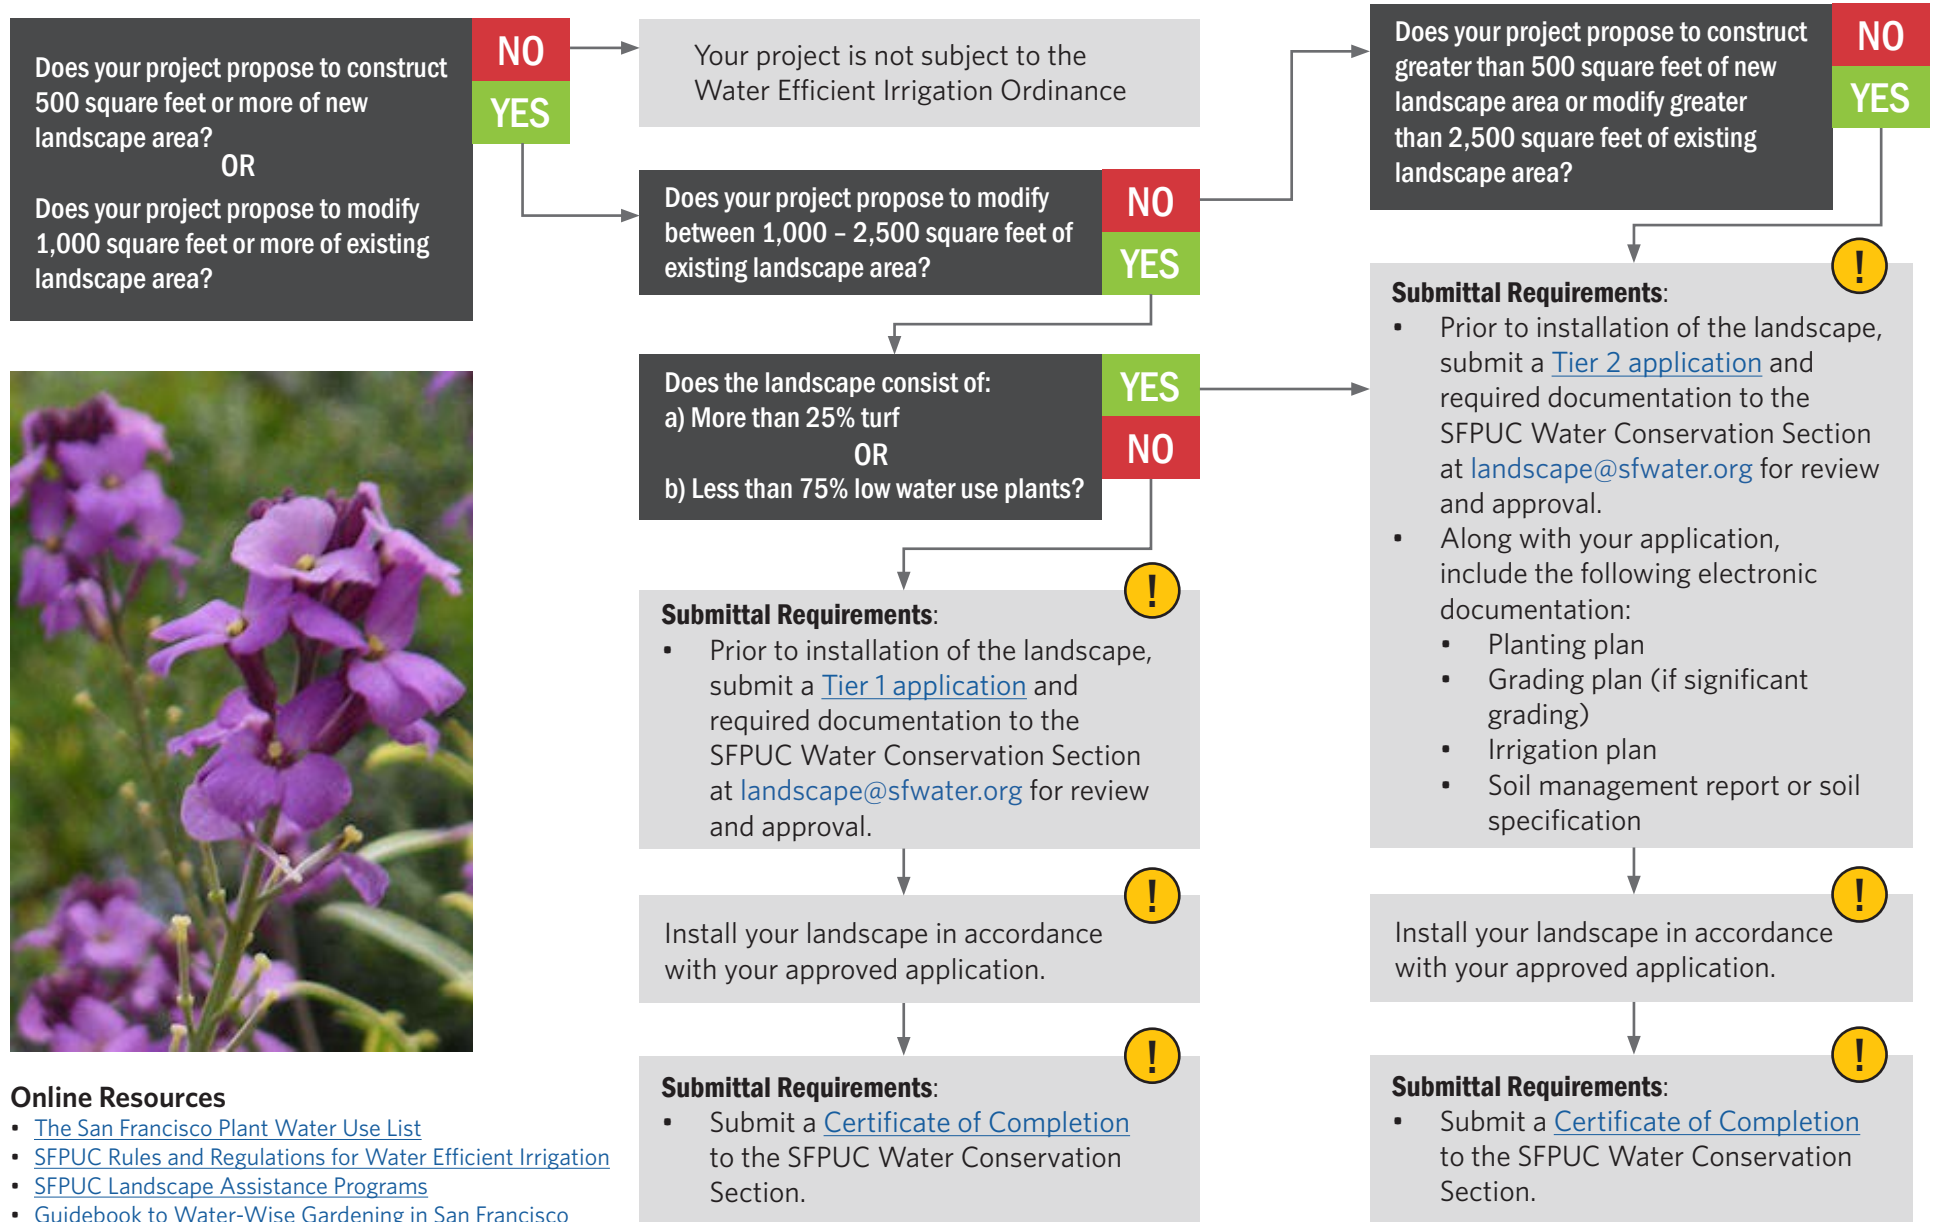 Does your project propose to construct
500 square feet or more of new
landscape area?
OR
Does your project propose to modify
1,000 square feet or more of existing
landscape area?
NO
YES
Your project is not subject to the
Water Efficient Irrigation Ordinance
Does your project propose to modify
between 1,000 – 2,500 square feet of
existing landscape area?
NO
YES
Does the landscape consist of:
a) More than 25% turf
OR
b) Less than 75% low water use plants?
YES
NO
!
Submittal Requirements:
• Prior to installation of the landscape,
submit a Tier 1 application and
required documentation to the
SFPUC Water Conservation Section
at landscape@sfwater.org for review
and approval.
!
Install your landscape in accordance
with your approved application.
!
Submittal Requirements:
• Submit a Certificate of Completion
to the SFPUC Water Conservation
Section.
Does your project propose to construct
greater than 500 square feet of new
landscape area or modify greater
than 2,500 square feet of existing
landscape area?
NO
YES
!
Submittal Requirements:
• Prior to installation of the landscape,
submit a Tier 2 application and
required documentation to the
SFPUC Water Conservation Section
at landscape@sfwater.org for review
and approval.
• Along with your application,
include the following electronic
documentation:
• Planting plan
• Grading plan (if significant
grading)
• Irrigation plan
• Soil management report or soil
specification
!
Install your landscape in accordance
with your approved application.
!
Submittal Requirements:
• Submit a Certificate of Completion
to the SFPUC Water Conservation
Section.
Online Resources
• The San Francisco Plant Water Use List
• SFPUC Rules and Regulations for Water Efficient Irrigation
• SFPUC Landscape Assistance Programs
• Guidebook to Water-Wise Gardening in San Francisco